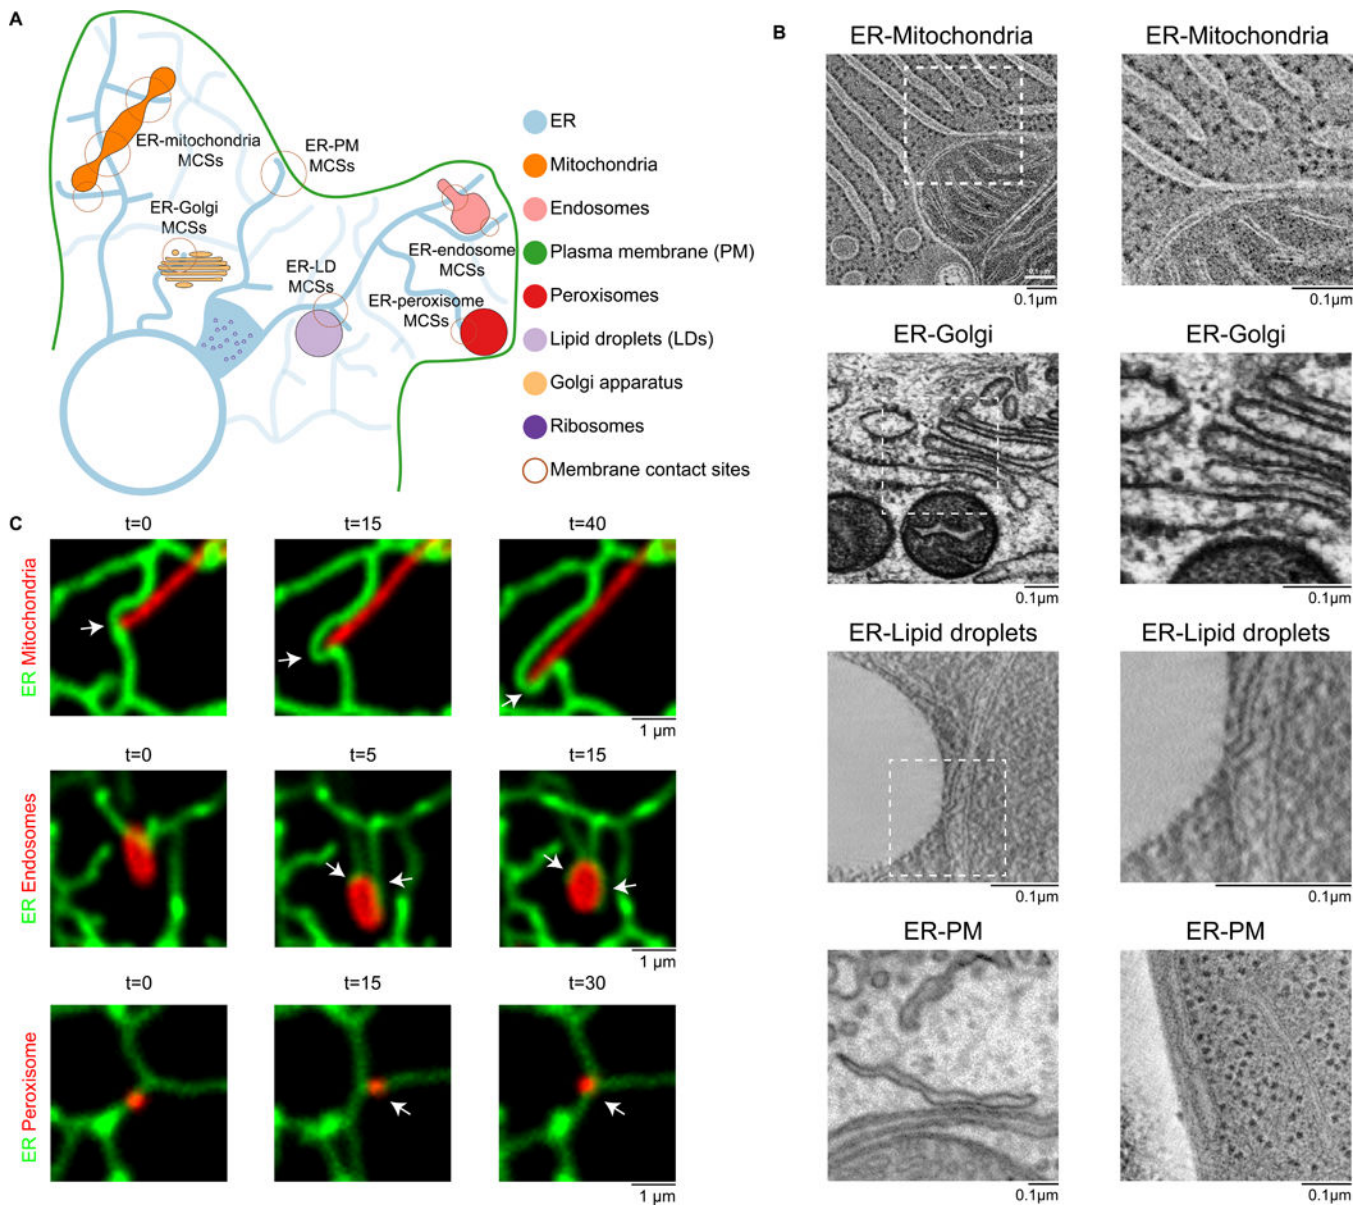 A
ER-mitochondria
MCSs
ER-PM
MCSs
ER-Golgi
MCSs
ER-LD
MCSs
ER-endosome
MCSs
ER-peroxisome
MCSs
ER
Mitochondria
Endosomes
Plasma membrane (PM)
Peroxisomes
Lipid droplets (LDs)
Golgi apparatus
Ribosomes
Membrane contact sites
B
ER-Mitochondria
ER-Mitochondria
0.1µm
0.1µm
0.1µm
ER-Golgi
ER-Golgi
0.1µm
0.1µm
ER-Lipid droplets
ER-Lipid droplets
0.1µm
0.1µm
ER-PM
ER-PM
0.1µm
0.1µm
C
t=0
t=15
t=40
ER Mitochondria
1 µm
t=0
t=5
t=15
ER Endosomes
1 µm
t=0
t=15
t=30
ER Peroxisome
1 µm